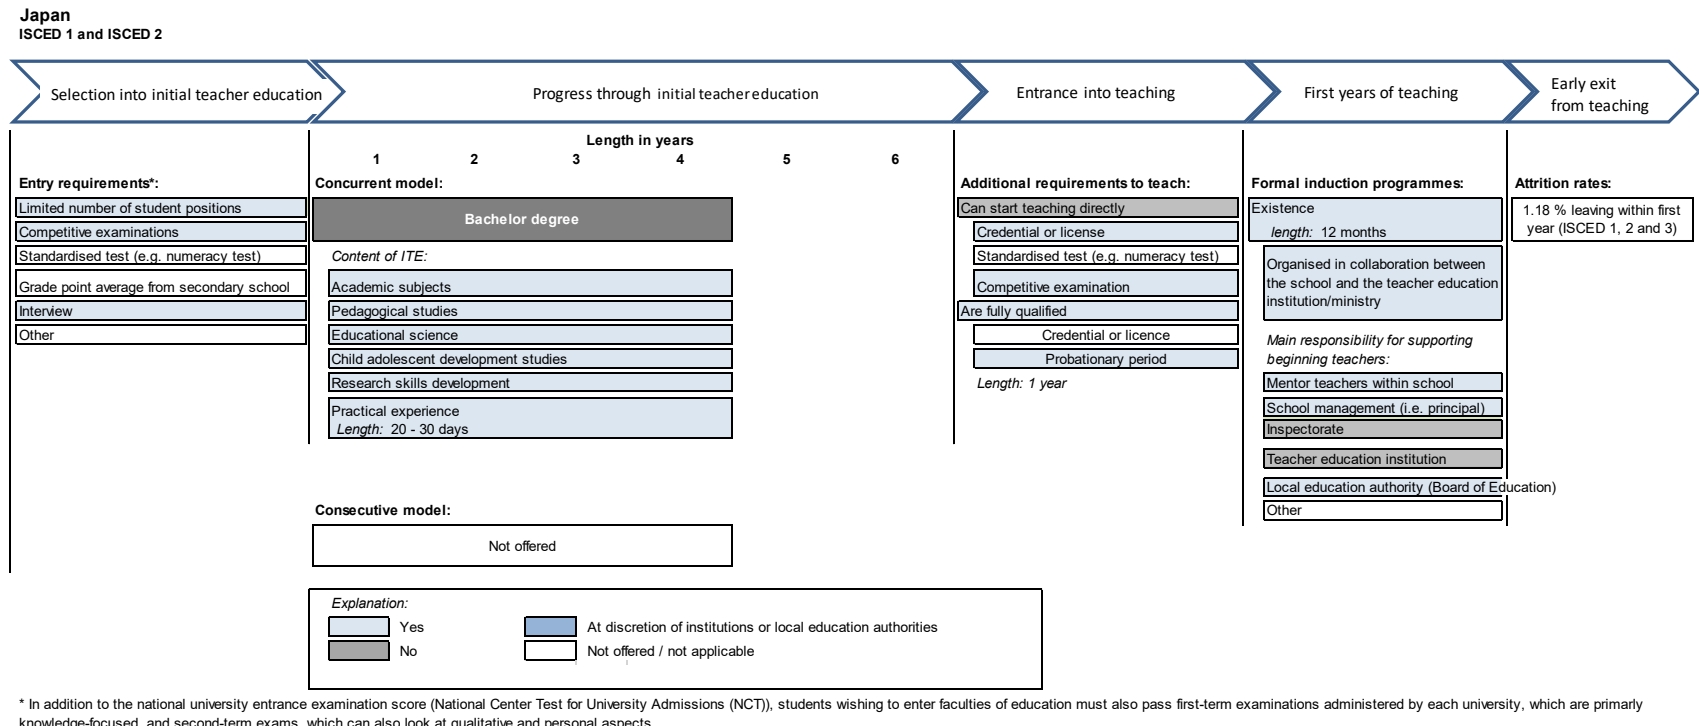 Japan
ISCED 1 and ISCED 2
Selection into initial teacher education
Progress through initial teacher education
Entrance into teaching
First years of teaching
Early exit
from teaching
Length in years
1 2 3 4 5 6
Entry requirements*:
Limited number of student positions
Competitive examinations
Standardised test (e.g. numeracy test)
Grade point average from secondary school
Interview
Other
Concurrent model:
Bachelor degree
Content of ITE:
Academic subjects
Pedagogical studies
Educational science
Child adolescent development studies
Research skills development
Practical experience
Length: 20 - 30 days
Consecutive model:
Not offered
Additional requirements to teach:
Can start teaching directly
Credential or license
Standardised test (e.g. numeracy test)
Competitive examination
Are fully qualified
Credential or licence
Probationary period
Length: 1 year
Formal induction programmes:
Existence
length: 12 months
Organised in collaboration between
the school and the teacher education
institution/ministry
Main responsibility for supporting
beginning teachers:
Mentor teachers within school
School management (i.e. principal)
Inspectorate
Teacher education institution
Local education authority (Board of Education)
Other
Attrition rates:
1.18 % leaving within first
year (ISCED 1, 2 and 3)
Explanation:
Yes
At discretion of institutions or local education authorities
No
Not offered / not applicable
* In addition to the national university entrance examination score (National Center Test for University Admissions (NCT)), students wishing to enter faculties of education must also pass first-term examinations administered by each university, which are primarily
knowledge-focused, and second-term exams, which can also look at qualitative and personal aspects.